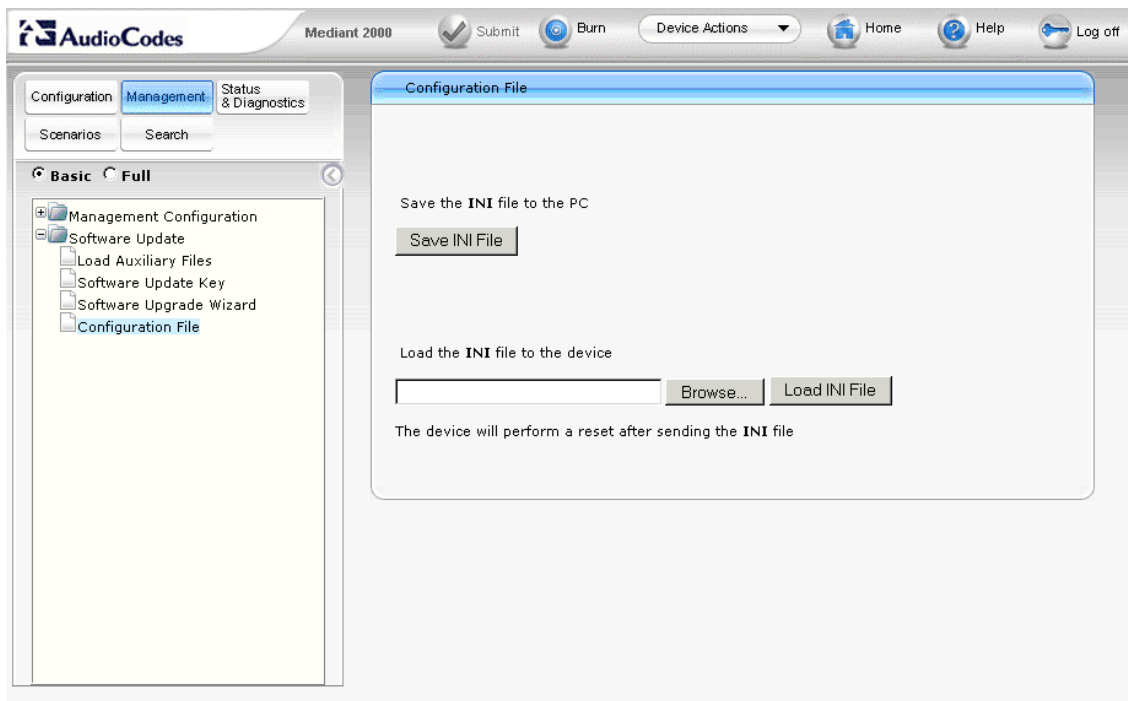 AudioCodes
Mediant 2000
Submit
Burn
Device Actions
Home
Help
Log off
Configuration
Management
Status
& Diagnostics
Scenarios
Search
Basic
Full
Management Configuration
Software Update
Load Auxiliary Files
Software Update Key
Software Upgrade Wizard
Configuration File
Configuration File
Save the INI file to the PC
Save INI File
Load the INI file to the device
Browse...
Load INI File
The device will perform a reset after sending the INI file